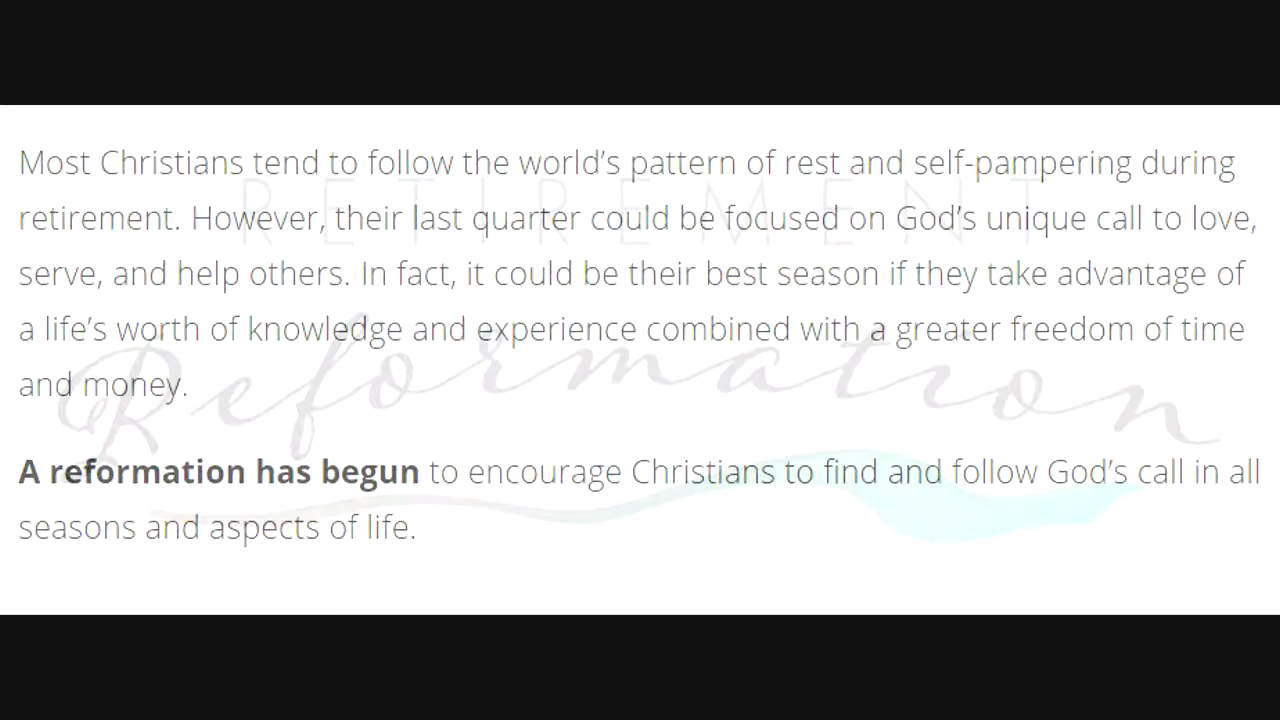 Most Christians tend to follow the world’s pattern of rest and self-pampering during
RETIREMENT
retirement. However, their last quarter could be focused on God’s unique call to love,
serve, and help others. In fact, it could be their best season if they take advantage of
a life’s worth of knowledge and experience combined with a greater freedom of time
Reformation
and money.
A reformation has begun to encourage Christians to find and follow God’s call in all
seasons and aspects of life.